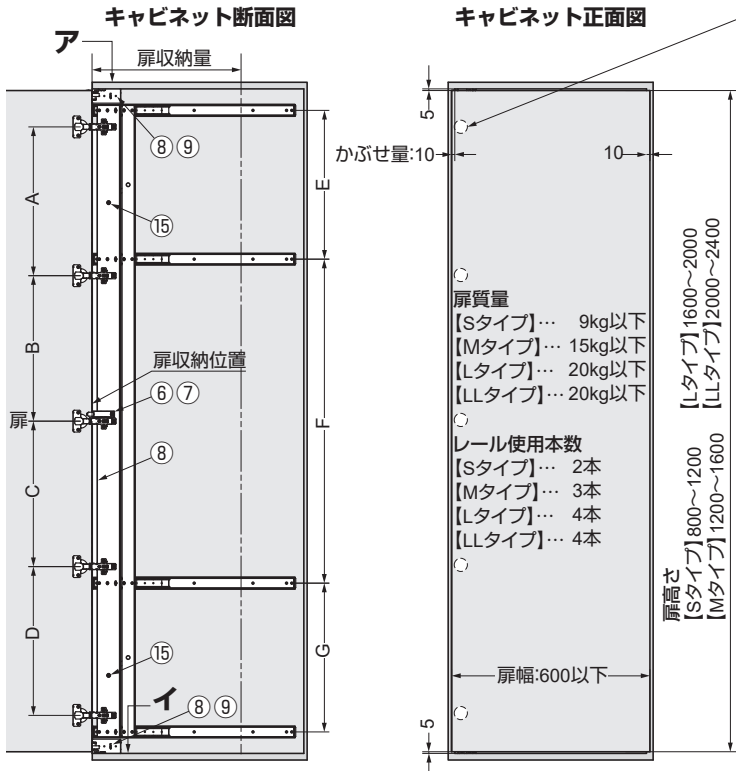 キャビネット断面図
ア
扉収納量
⑧ ⑨
A
E
⑮
B
扉収納位置
⑥ ⑦
扉
F
⑧
C
D
G
⑮
イ
⑧ ⑨
キャビネット正面図
5
かぶせ量:10
10
扉質量
【Sタイプ】… 9kg以下
【Mタイプ】… 15kg以下
【Lタイプ】… 20kg以下
【LLタイプ】… 20kg以下
レール使用本数
【Sタイプ】… 2本
【Mタイプ】… 3本
【Lタイプ】… 4本
【LLタイプ】… 4本
扉高さ
【Sタイプ】800〜1200
【Mタイプ】1200〜1600
【Lタイプ】1600〜2000
【LLタイプ】2000〜2400
扉幅:600以下
5